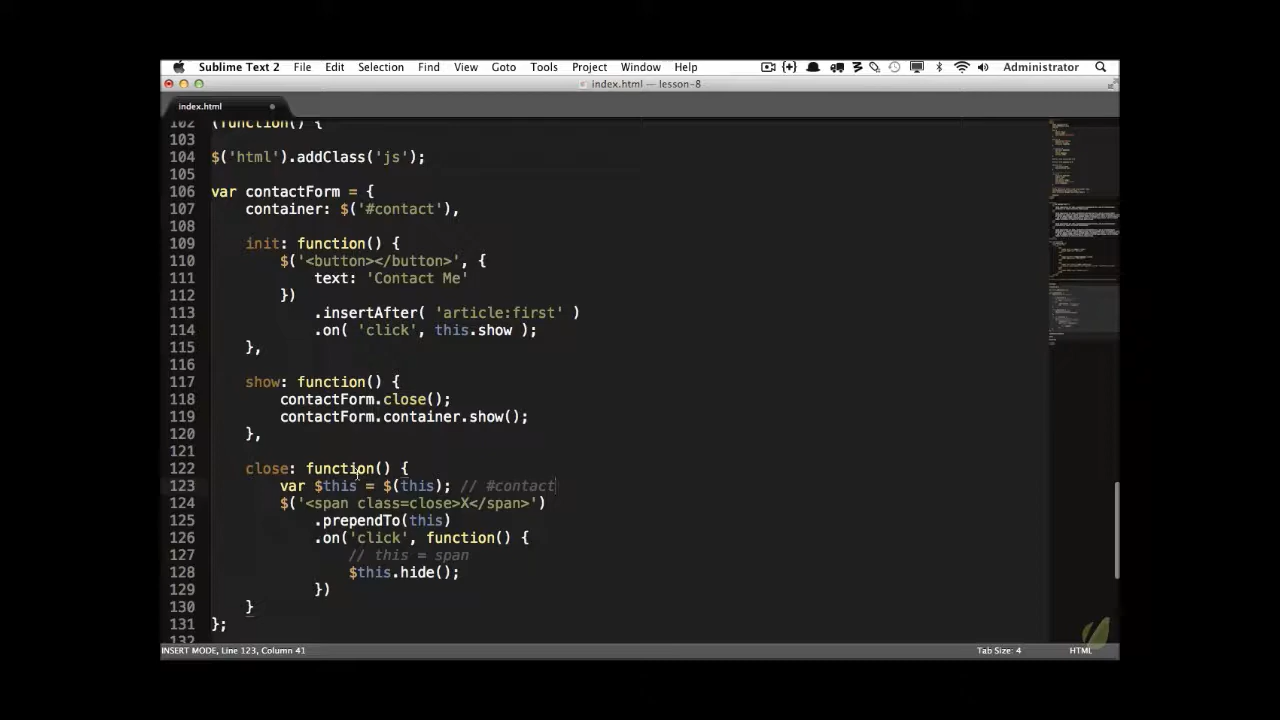 Sublime Text 2 File Edit Selection Find View Goto Tools Project Window Help Administrator
index.html — lesson-8
index.html
102 (function() {
103
104 $('html').addClass('js');
105
106 var contactForm = {
107     container: $('#contact'),
108
109     init: function() {
110         $('<button></button>', {
111             text: 'Contact Me'
112         })
113             .insertAfter( 'article:first' )
114             .on( 'click', this.show );
115     },
116
117     show: function() {
118         contactForm.close();
119         contactForm.container.show();
120     },
121
122     close: function() {
123         var $this = $(this); // #contact
124         $('<span class=close>X</span>')
125             .prependTo(this)
126             .on('click', function() {
127                 // this = span
128                 $this.hide();
129             })
130     }
131 };
132
INSERT MODE, Line 123, Column 41 Tab Size: 4 HTML